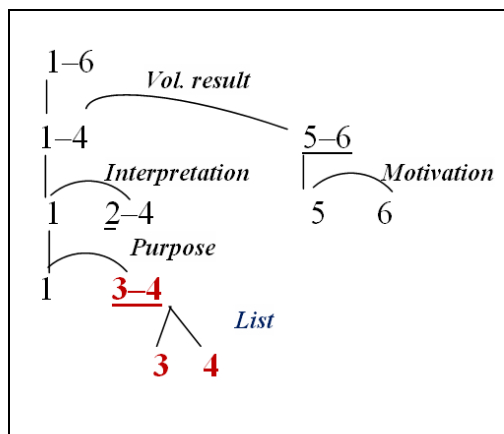 1–6
Vol. result
1–4 5–6
Interpretation Motivation
1 2–4 5 6
Purpose
1 3–4
List
3 4